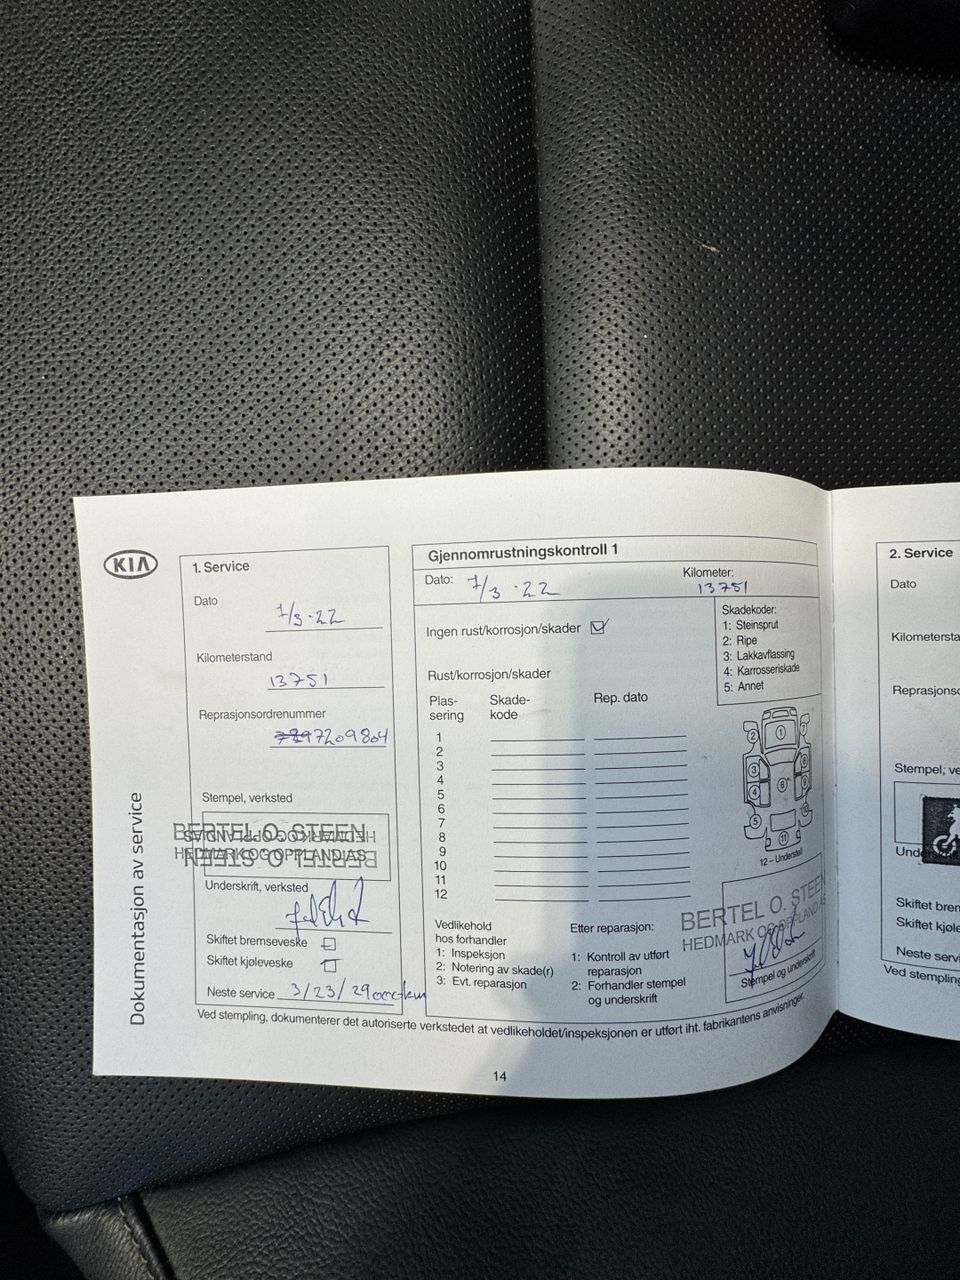 KIA
Dokumentasjon av service
1. Service
Dato
7/3-22
Kilometerstand
13751
Reprasjonsordrenummer
7209804
Stempel, verksted
BERTEL O. STEEN
HEDMARK OG OPPLAND AS
Underskrift, verksted
Skiftet bremseveske
Skiftet kjøleveske
Neste service 3/23/29000km
Gjennomrustningskontroll 1
Dato: 7/3-22
Kilometer:
13751
Ingen rust/korrosjon/skader
Rust/korrosjon/skader
Plas-
sering
Skade-
kode
Rep. dato
1
2
3
4
5
6
7
8
9
10
11
12
Skadekoder:
1: Steinsprut
2: Ripe
3: Lakkavflassing
4: Karrosseriskade
5: Annet
12 – Understell
Vedlikehold
hos forhandler
1: Inspeksjon
2: Notering av skade(r)
3: Evt. reparasjon
Etter reparasjon:
1: Kontroll av utført
reparasjon
2: Forhandler stempel
og underskrift
BERTEL O. STEEN
HEDMARK OG OPPLAND AS
Stempel og underskrift
Ved stempling, dokumenterer det autoriserte verkstedet at vedlikeholdet/inspeksjonen er utført iht. fabrikantens anvisninger.
14
2. Service
Dato
Kilometersta
Reprasjonso
Stempel, ve
Unde
Skiftet brem
Skiftet kjøle
Neste servi
Ved stempling